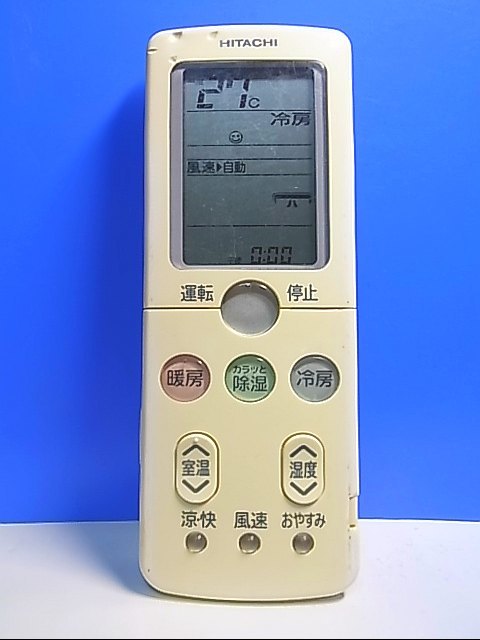 HITACHI
27℃
冷房
風速▶自動
0:00
運転 停止
暖房 カラッと 除湿 冷房
室温 湿度
涼・快 風速 おやすみ